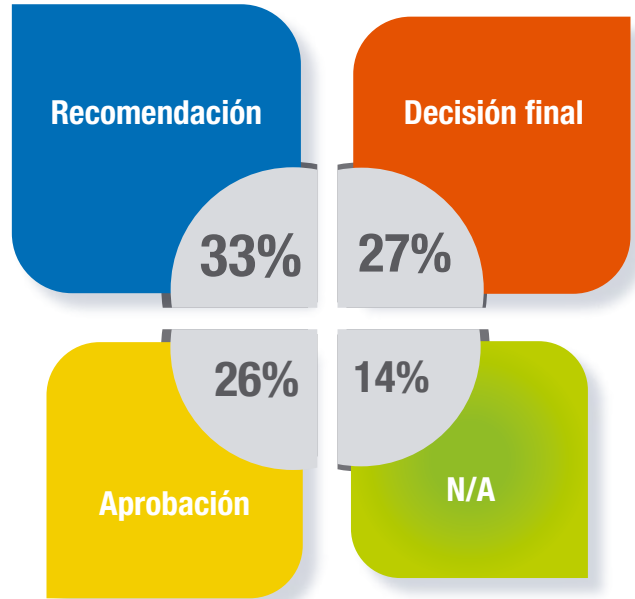 Recomendación
Decisión final
33%
27%
26%
14%
Aprobación
N/A